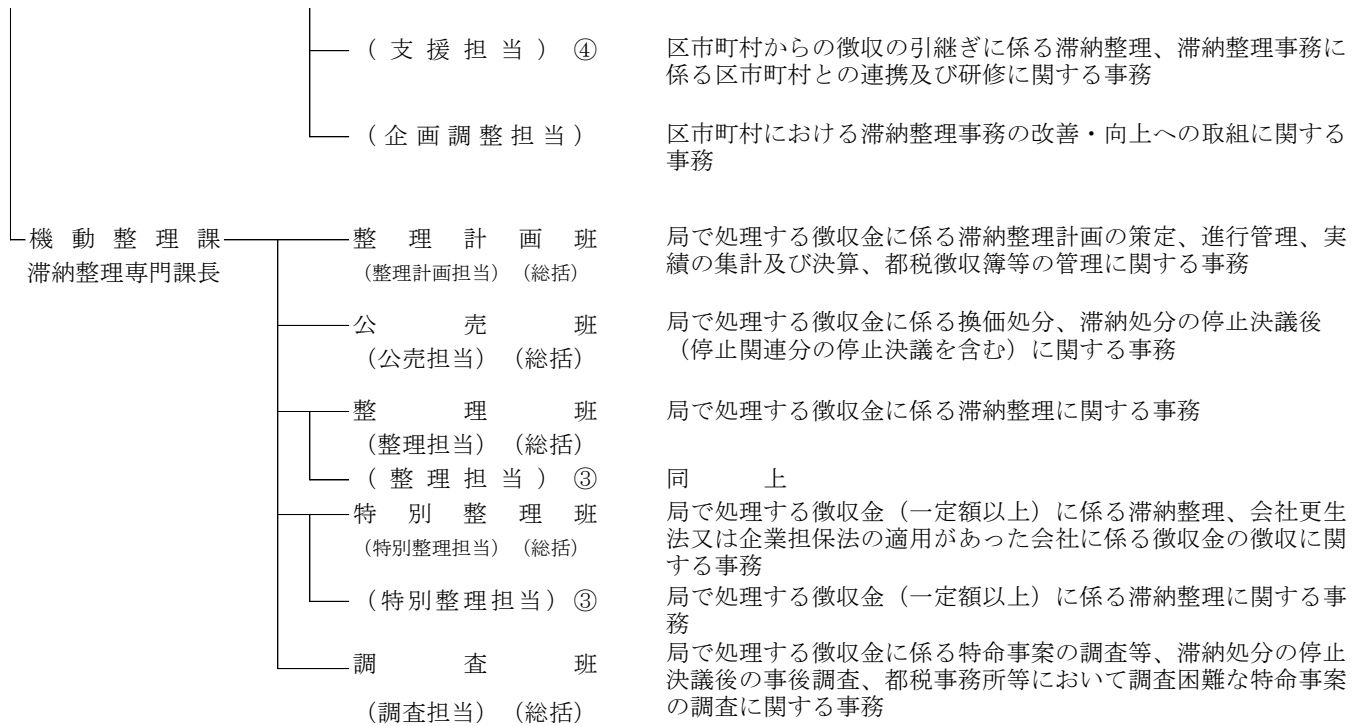 (支援担当) ④ 区市町村からの徴収の引継ぎに係る滞納整理、滞納整理事務に
係る区市町村との連携及び研修に関する事務
(企画調整担当) 区市町村における滞納整理事務の改善・向上への取組に関する
事務
機動整理課 整理計画班 局で処理する徴収金に係る滞納整理計画の策定、進行管理、実
滞納整理専門課長 (整理計画担当) (総括) 績の集計及び決算、都税徴収簿等の管理に関する事務
公売班 局で処理する徴収金に係る換価処分、滞納処分の停止決議後
(公売担当) (総括) (停止関連分の停止決議を含む)に関する事務
整理班 局で処理する徴収金に係る滞納整理に関する事務
(整理担当) (総括)
(整理担当) ③ 同上
特別整理班 局で処理する徴収金(一定額以上)に係る滞納整理、会社更生
(特別整理担当) (総括) 法又は企業担保法の適用があった会社に係る徴収金の徴収に関
する事務
(特別整理担当) ③ 局で処理する徴収金(一定額以上)に係る滞納整理に関する事
務
調査班 局で処理する徴収金に係る特命事案の調査等、滞納処分の停止
決議後の事後調査、都税事務所等において調査困難な特命事案
(調査担当) (総括) の調査に関する事務